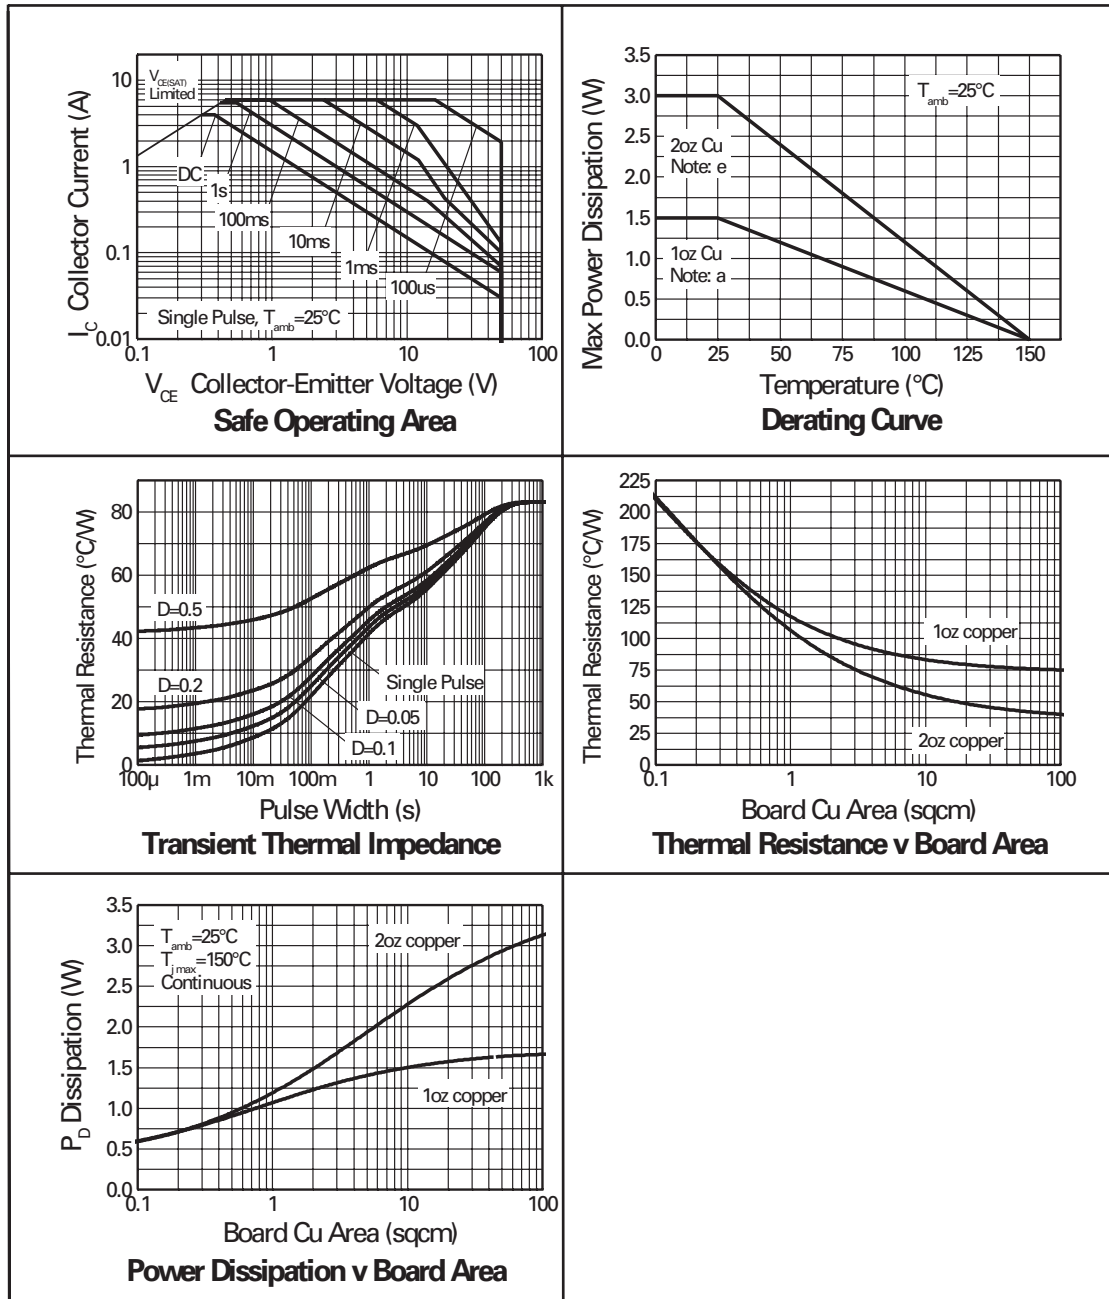 I_C Collector Current (A)
10
1
0.1
0.01
V_CE(SAT)
Limited
DC
1s
100ms
10ms
1ms
100us
Single Pulse, T_amb=25°C
0.1 1 10 100
V_CE Collector-Emitter Voltage (V)
Safe Operating Area
Max Power Dissipation (W)
3.5
3.0
2.5
2.0
1.5
1.0
0.5
0.0
T_amb=25°C
2oz Cu
Note: e
1oz Cu
Note: a
0 25 50 75 100 125 150
Temperature (°C)
Derating Curve
Thermal Resistance (°C/W)
80
60
40
20
0
D=0.5
D=0.2
Single Pulse
D=0.05
D=0.1
100µ 1m 10m 100m 1 10 100 1k
Pulse Width (s)
Transient Thermal Impedance
Thermal Resistance (°C/W)
225
200
175
150
125
100
75
50
25
0
1oz copper
2oz copper
0.1 1 10 100
Board Cu Area (sqcm)
Thermal Resistance v Board Area
P_D Dissipation (W)
3.5
3.0
2.5
2.0
1.5
1.0
0.5
0.0
T_amb=25°C
T_j max=150°C
Continuous
2oz copper
1oz copper
0.1 1 10 100
Board Cu Area (sqcm)
Power Dissipation v Board Area